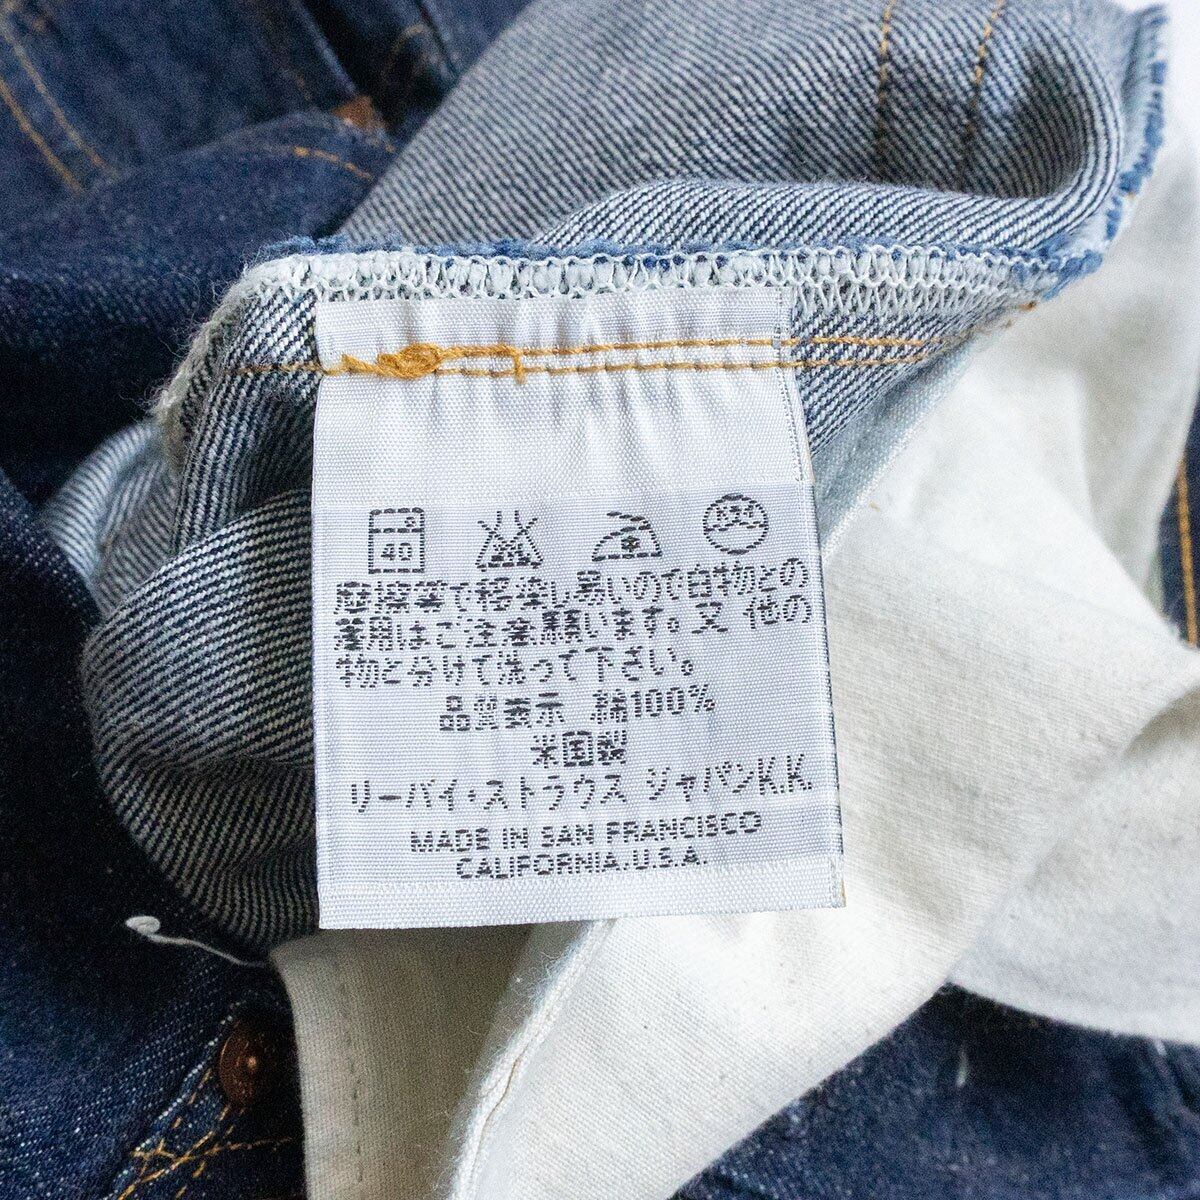 40
摩擦等で移染し易いので白物との
着用はご注意願います。又 他の
物と分けて洗って下さい。
品質表示 綿100%
米国製
リーバイ・ストラウス ジャパンK.K.
MADE IN SAN FRANCISCO
CALIFORNIA.U.S.A.